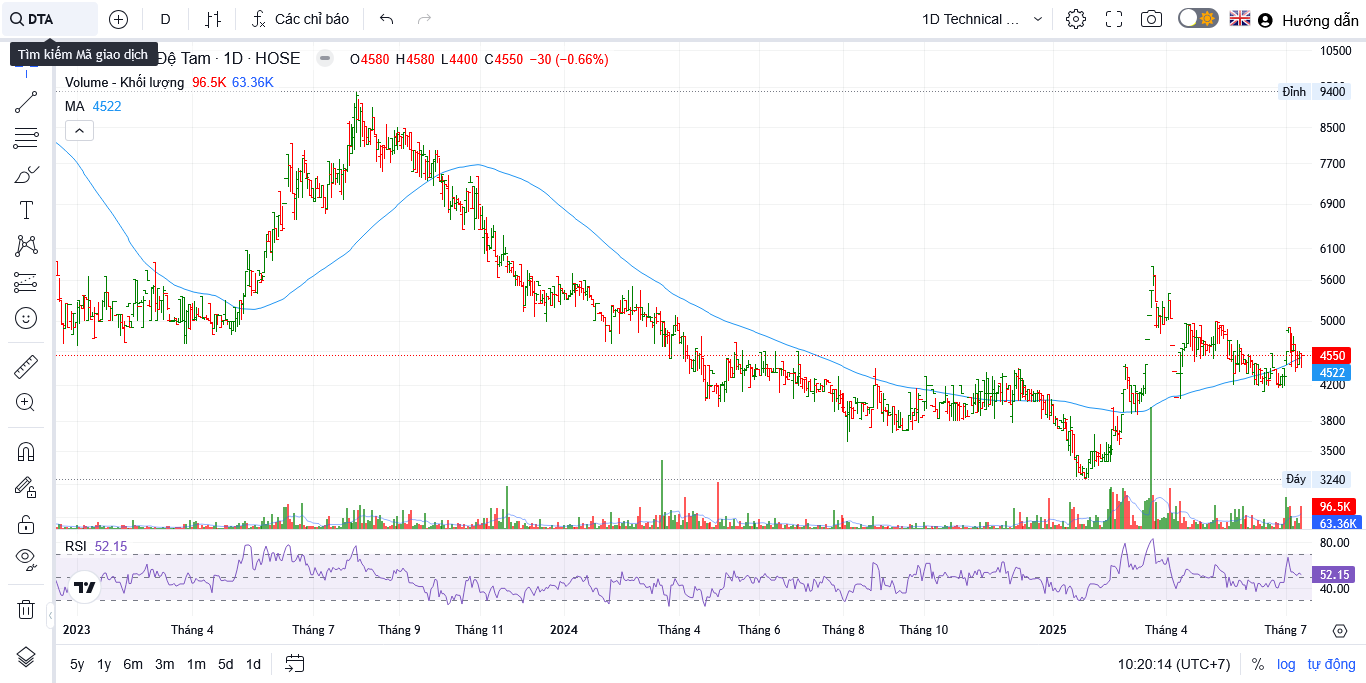 DTA
D
Các chỉ báo
1D Technical ...
Hướng dẫn
Tìm kiếm Mã giao dịch
Đệ Tam · 1D · HOSE
O4580 H4580 L4400 C4550 −30 (−0.66%)
Volume - Khối lượng 96.5K 63.36K
MA 4522
10500
Đỉnh 9400
8500
7700
6900
6100
5600
5000
4550
4522
4200
3800
3500
Đáy 3240
96.5K
63.36K
RSI 52.15
80.00
52.15
40.00
2023 Tháng 4 Tháng 7 Tháng 9 Tháng 11 2024 Tháng 4 Tháng 6 Tháng 8 Tháng 10 2025 Tháng 4 Tháng 7
5y 1y 6m 3m 1m 5d 1d
10:20:14 (UTC+7) % log tự động